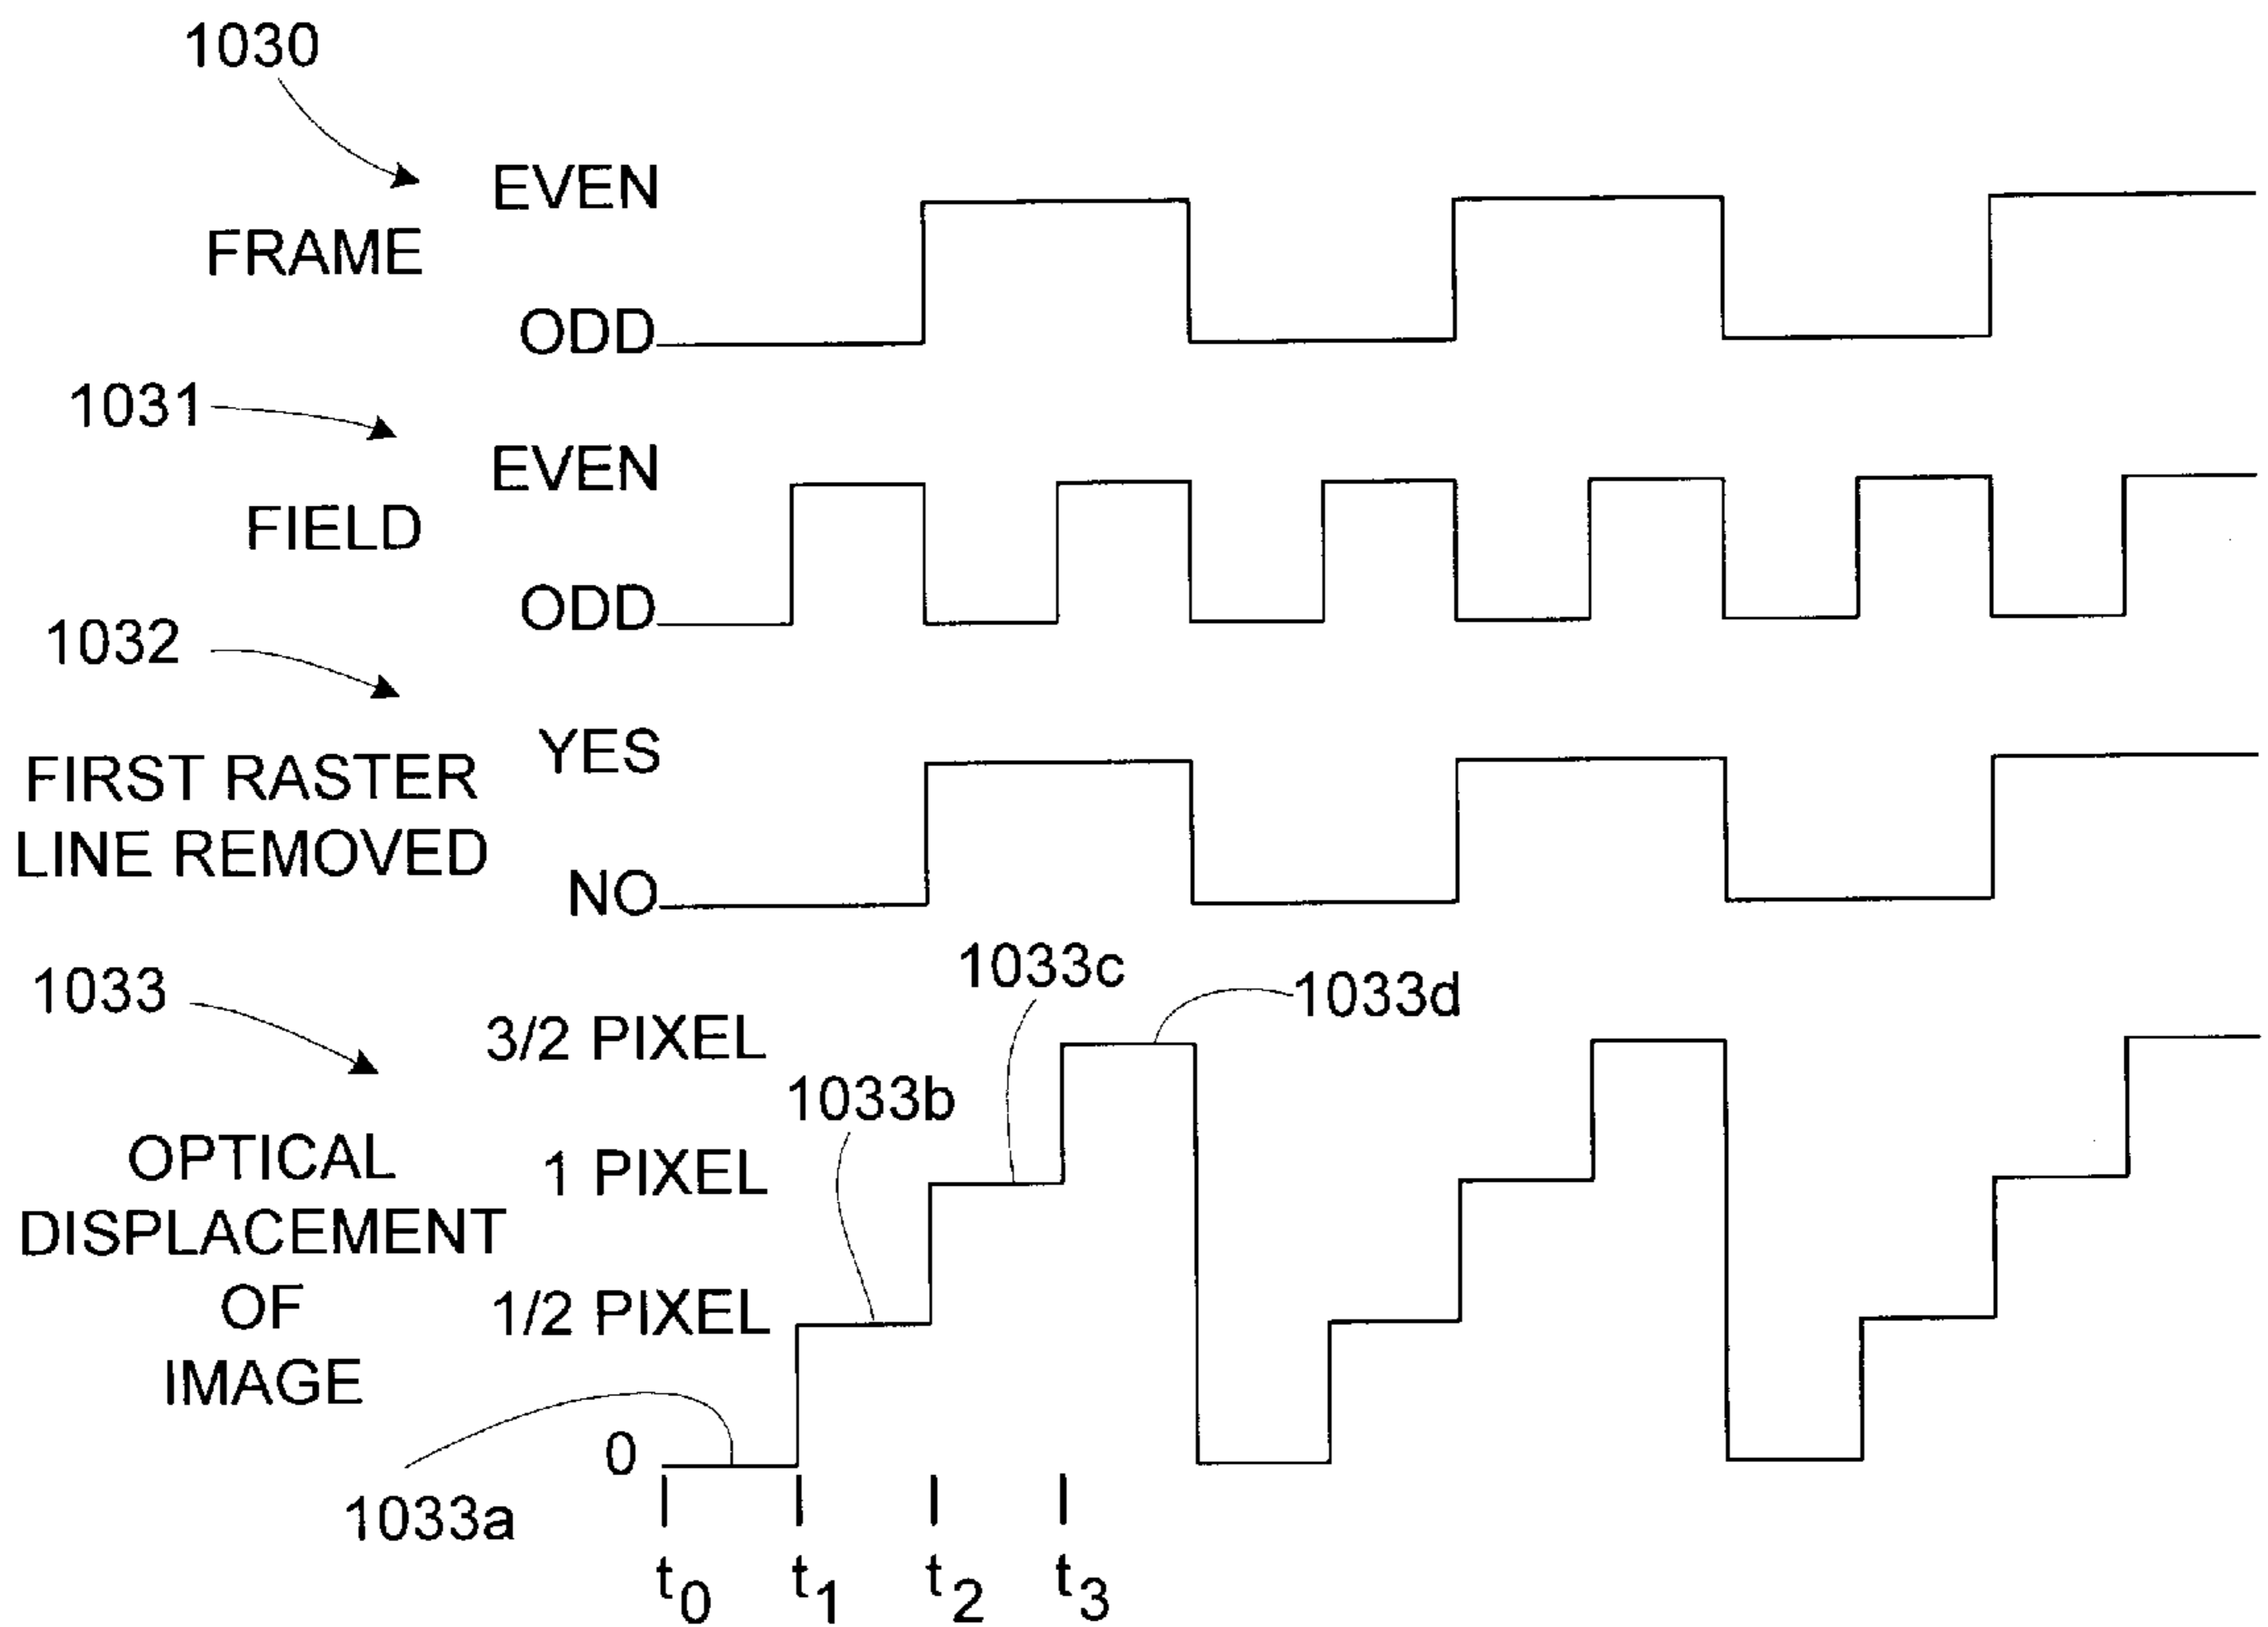 1030
EVEN
FRAME
ODD
1031
EVEN
FIELD
ODD
1032
YES
FIRST RASTER
LINE REMOVED
NO
1033c
1033
1033d
3/2 PIXEL
1033b
OPTICAL
1 PIXEL
DISPLACEMENT
OF
1/2 PIXEL
IMAGE
0
1033a
t0 t1 t2 t3